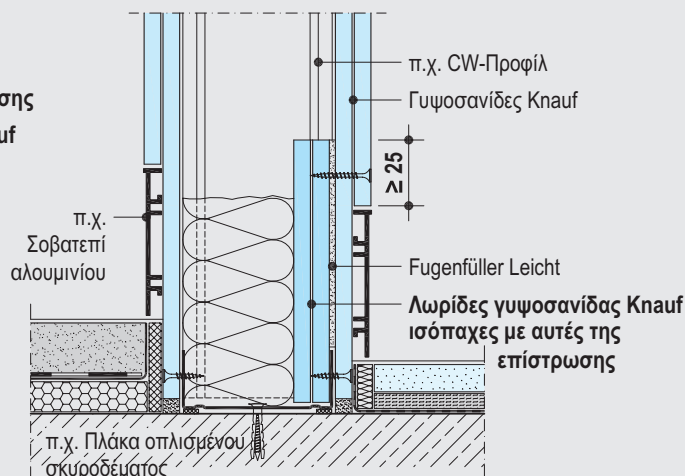 σης
uf
π.χ. CW-Προφίλ
Γυψοσανίδες Knauf
≥ 25
π.χ.
Σοβατεπί
αλουμινίου
Fugenfüller Leicht
Λωρίδες γυψοσανίδας Knauf
ισόπαχες με αυτές της
επίστρωσης
π.χ. Πλάκα οπλισμένου
σκυροδέματος